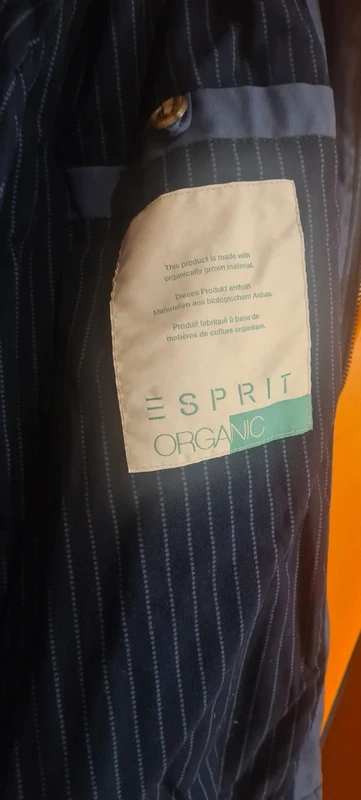 This product is made with
organically grown material.
Dieses Produkt enthält
Materialien aus biologischem Anbau.
Produit fabriqué à base de
matières de culture organique.
ESPRIT
ORGANIC